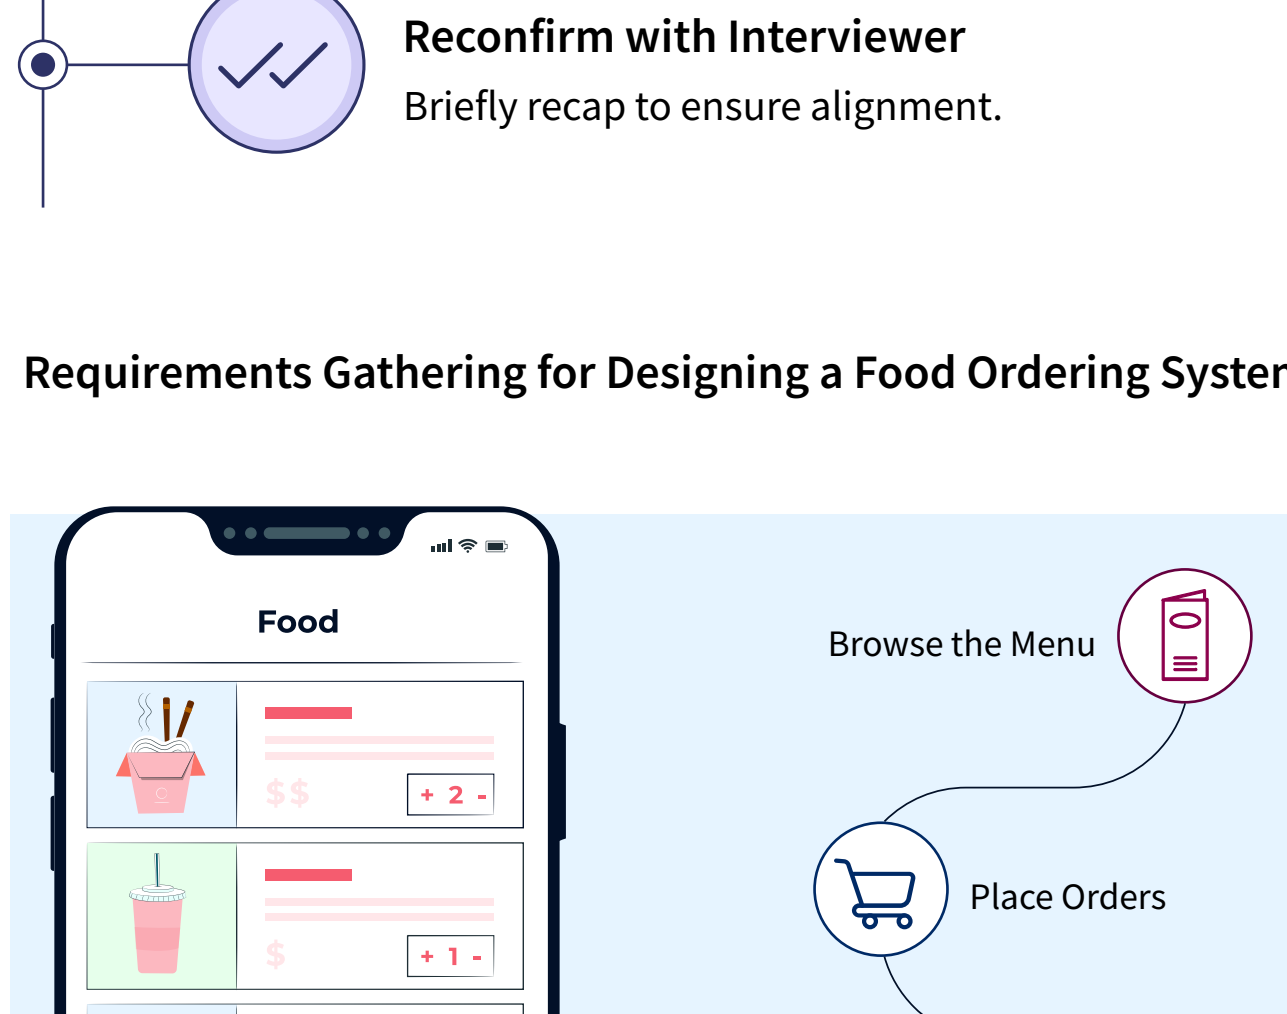 Reconfirm with Interviewer
Briefly recap to ensure alignment.
Requirements Gathering for Designing a Food Ordering
Food
Browse the Menu
$$
+ 2 -
Place Orders
$
+ 1 -